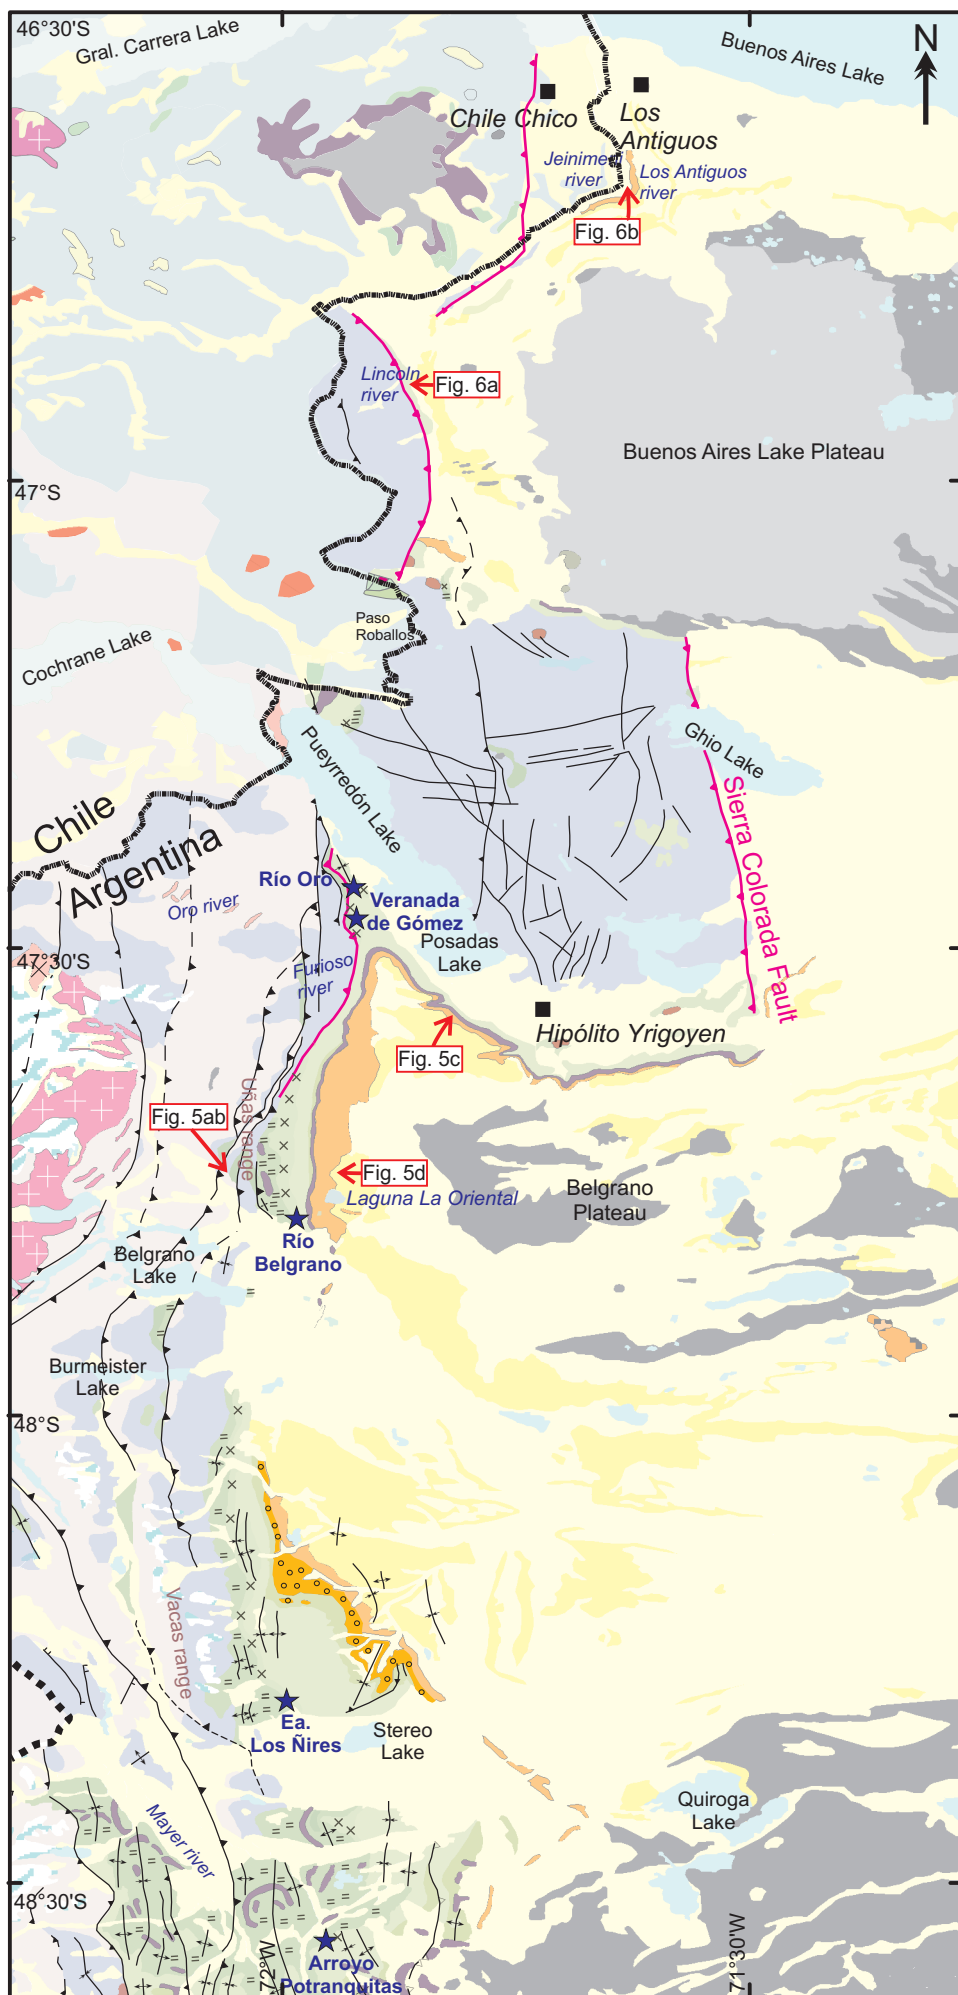 46°30'S
Gral. Carrera Lake
Buenos Aires Lake
N
Chile Chico
Los
Antiguos
Jeinimeni
river
Los Antiguos
river
Fig. 6b
Lincoln
river
Fig. 6a
Buenos Aires Lake Plateau
47°S
Paso
Roballos
Cochrane Lake
Pueyrredón Lake
Ghio Lake
Sierra Colorada Fault
Chile
Argentina
Río Oro
Veranada
de Gómez
Oro river
Posadas
Lake
47°30'S
Furioso
river
Hipólito Yrigoyen
Fig. 5c
Uñas range
Fig. 5ab
Fig. 5d
Laguna La Oriental
Belgrano
Plateau
Río
Belgrano
Belgrano
Lake
Burmeister
Lake
48°S
Vacas range
Ea.
Los Ñires
Stereo
Lake
Quiroga
Lake
Mayer river
48°30'S
72°W
71°30'W
Arroyo
Potranquitas